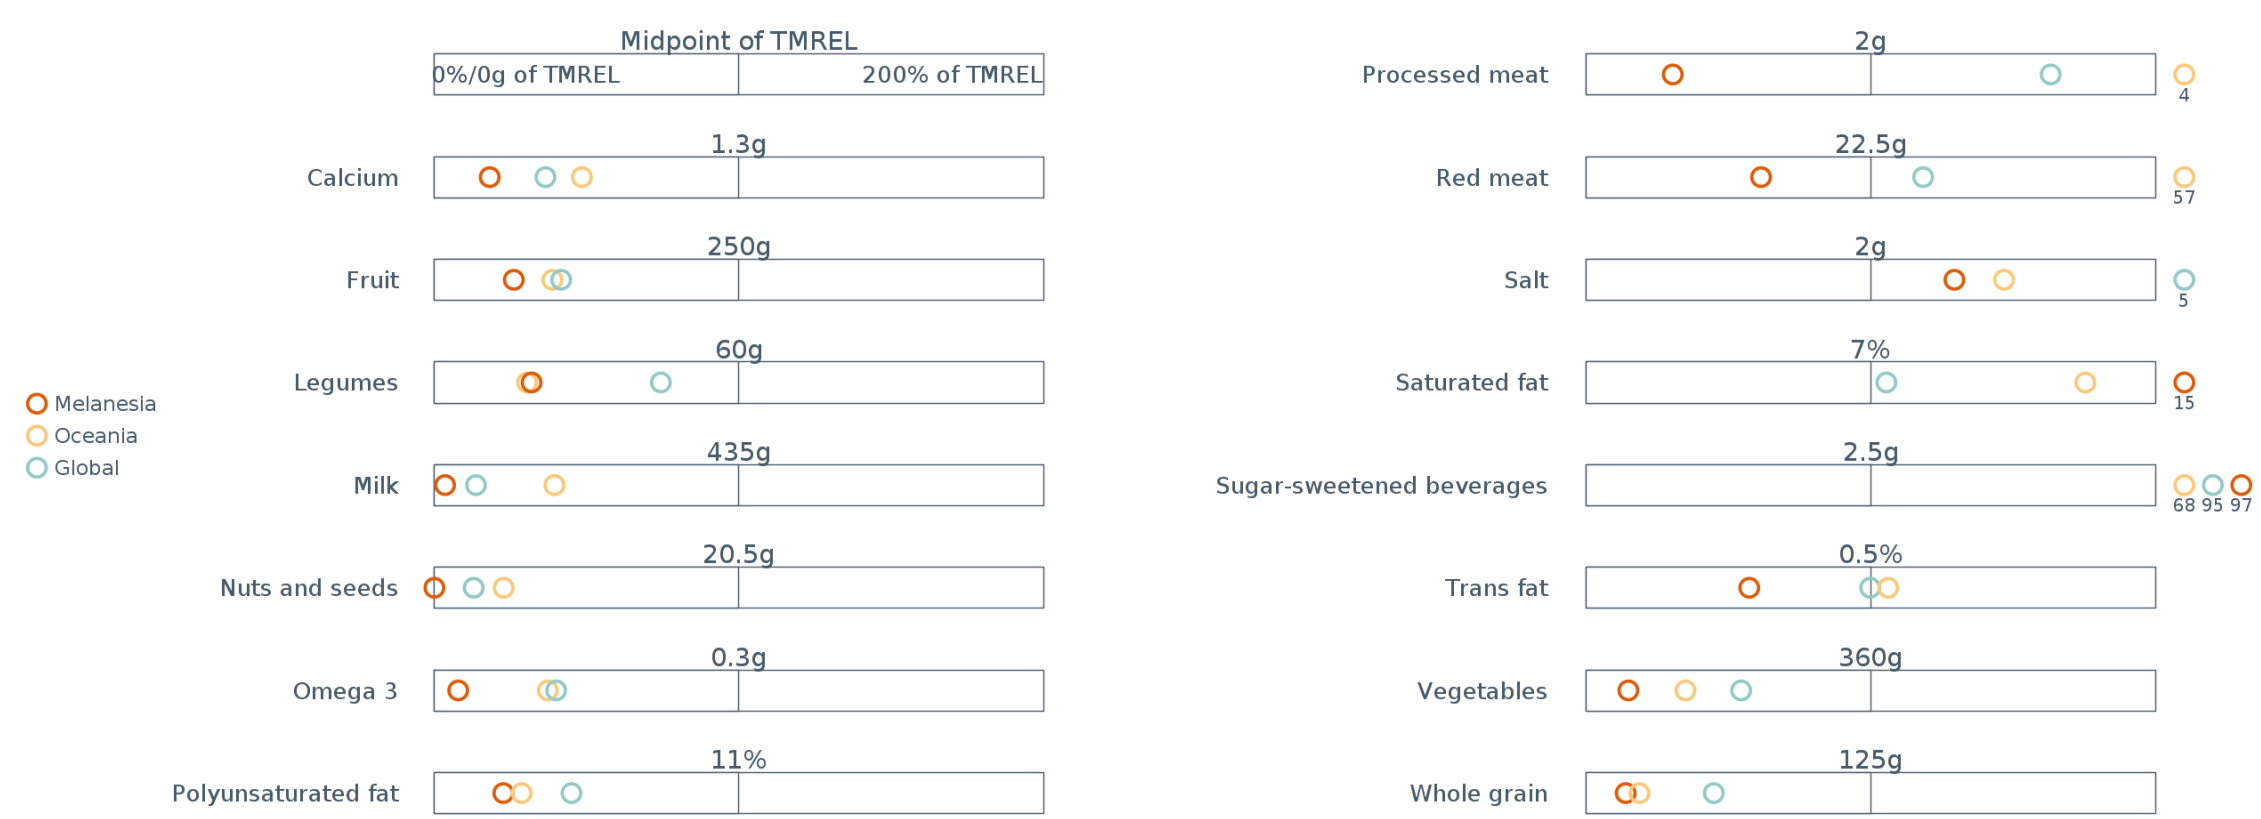 Midpoint of TMREL
0%/0g of TMREL 200% of TMREL
1.3g
Calcium
250g
Fruit
60g
Legumes
435g
Milk
20.5g
Nuts and seeds
0.3g
Omega 3
11%
Polyunsaturated fat
Melanesia
Oceania
Global
2g
Processed meat
4
22.5g
Red meat
57
2g
Salt
5
7%
Saturated fat
15
2.5g
Sugar-sweetened beverages
68 95 97
0.5%
Trans fat
360g
Vegetables
125g
Whole grain